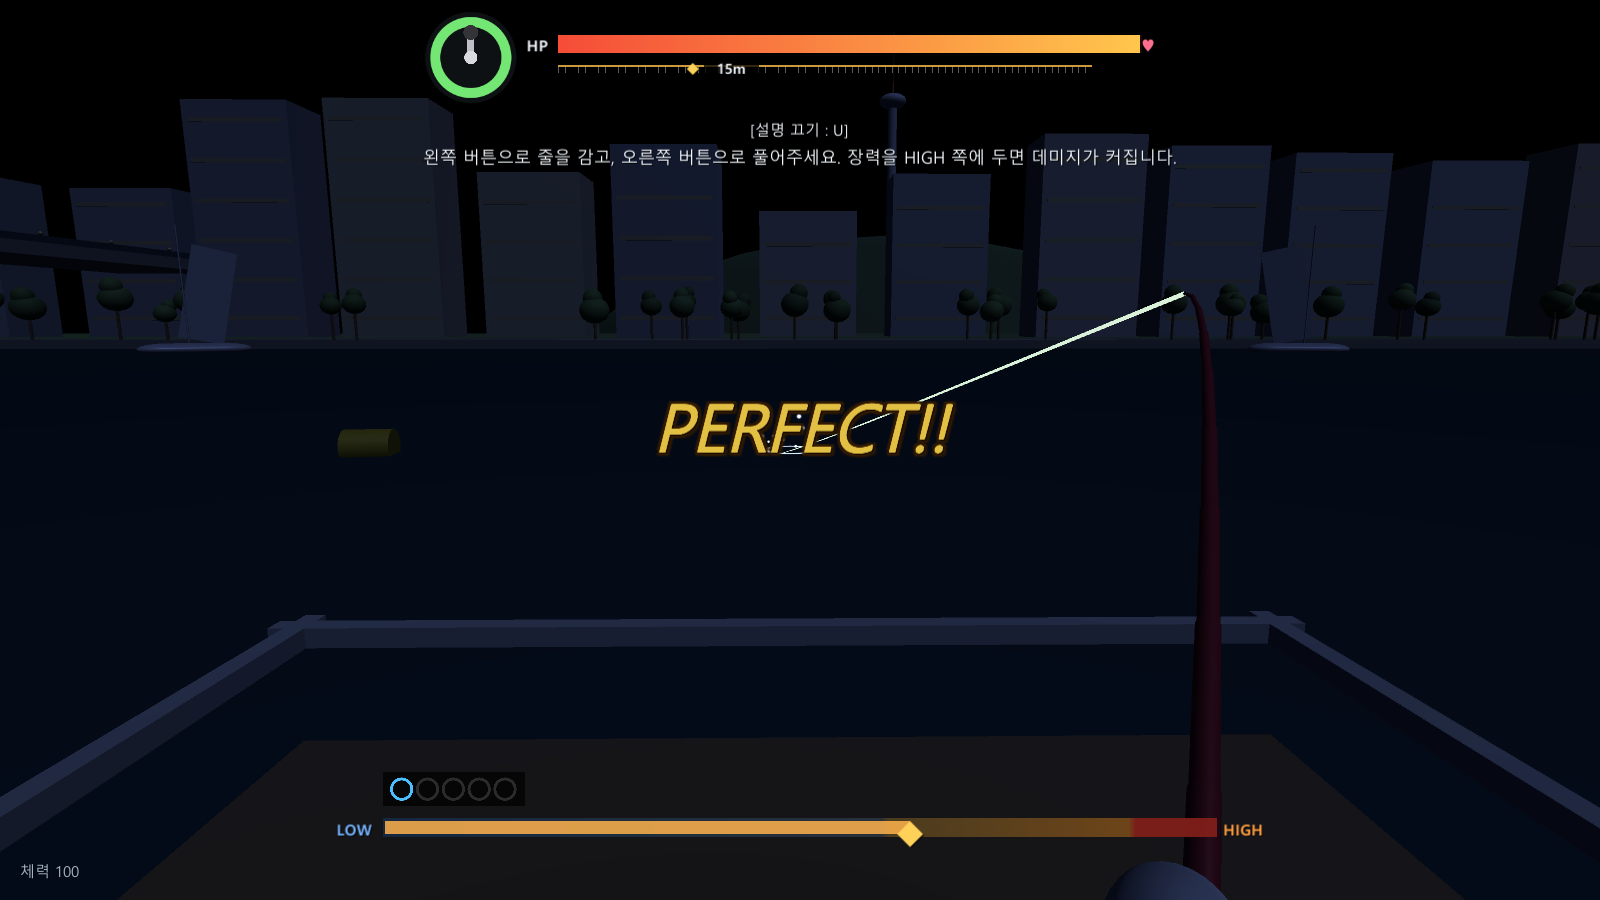 HP
15m
[설명 끄기 : U]
왼쪽 버튼으로 줄을 감고, 오른쪽 버튼으로 풀어주세요. 장력을 HIGH 쪽에 두면 데미지가 커집니다.
PERFECT!!
LOW
HIGH
체력 100